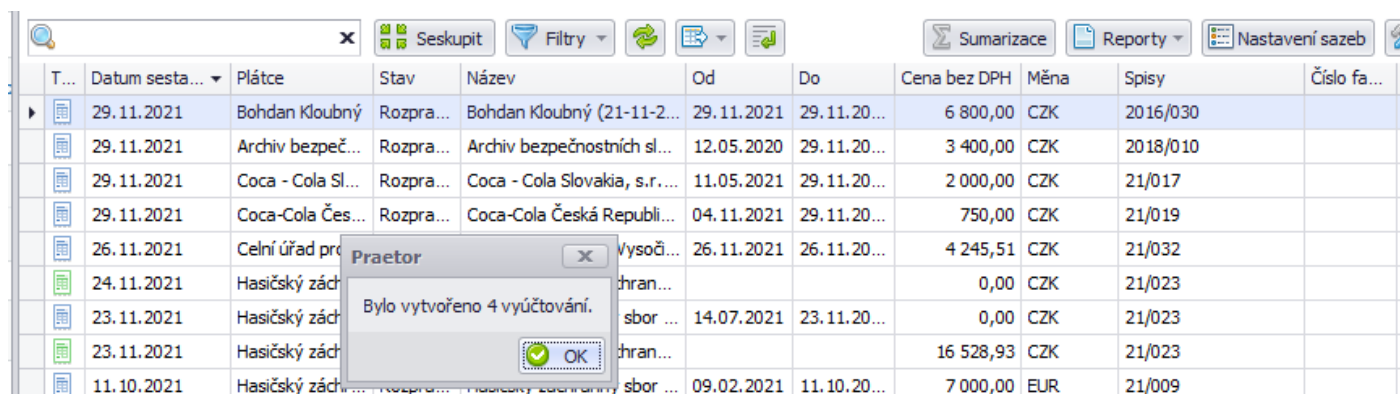 Seskupit Filtry Sumarizace Reporty Nastavení sazeb
T... Datum sesta... Plátce Stav Název Od Do Cena bez DPH Měna Spisy Číslo fa...
29.11.2021 Bohdan Kloubný Rozpra... Bohdan Kloubný (21-11-2... 29.11.2021 29.11.20... 6 800,00 CZK 2016/030
29.11.2021 Archiv bezpeč... Rozpra... Archiv bezpečnostních sl... 12.05.2020 29.11.20... 3 400,00 CZK 2018/010
29.11.2021 Coca - Cola Sl... Rozpra... Coca - Cola Slovakia, s.r.... 11.05.2021 29.11.20... 2 000,00 CZK 21/017
29.11.2021 Coca-Cola Čes... Rozpra... Coca-Cola Česká Republi... 04.11.2021 29.11.20... 750,00 CZK 21/019
26.11.2021 Celní úřad pro Vysoči... 26.11.2021 26.11.20... 4 245,51 CZK 21/032
24.11.2021 Hasičský zách hran... 0,00 CZK 21/023
23.11.2021 Hasičský zách sbor ... 14.07.2021 23.11.20... 0,00 CZK 21/023
23.11.2021 Hasičský zách hran... 16 528,93 CZK 21/023
11.10.2021 Hasičský zách... Rozpra... Hasičský záchranný sbor ... 09.02.2021 11.10.20... 7 000,00 EUR 21/009
Praetor
Bylo vytvořeno 4 vyúčtování.
OK